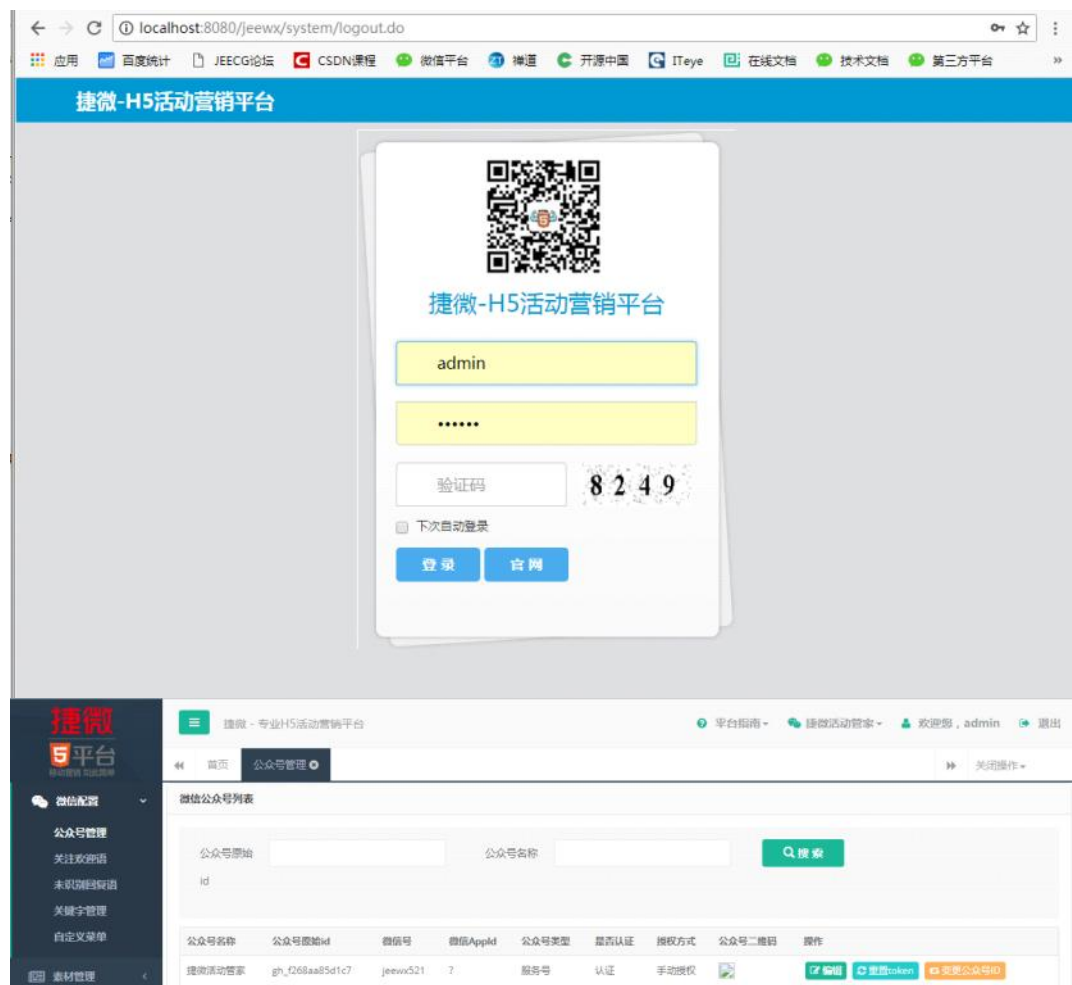 localhost:8080/jeewx/system/logout.do
应用 百度统计 JEECG论坛 CSDN课程 微信平台 禅道 开源中国 ITeye 在线文档 技术文档 第三方平台 »
捷微-H5活动营销平台
捷微-H5活动营销平台
admin
••••••
验证码 8249
下次自动登录
登录 官网
捷微
5平台
移动营销 如此简单
捷微 - 专业H5活动营销平台 平台指南 捷微活动管家 欢迎您，admin 退出
首页 公众号管理 关闭操作
微信配置
公众号管理
关注欢迎语
未识别回复语
关键字管理
自定义菜单
素材管理
微信公众号列表
公众号原始 公众号名称 搜索
id
公众号名称 公众号原始id 微信号 微信AppId 公众号类型 是否认证 授权方式 公众号二维码 操作
捷微活动管家 gh_f268aa85d1c7 jeewx521 ? 服务号 认证 手动授权 编辑 重置token 变更公众号ID